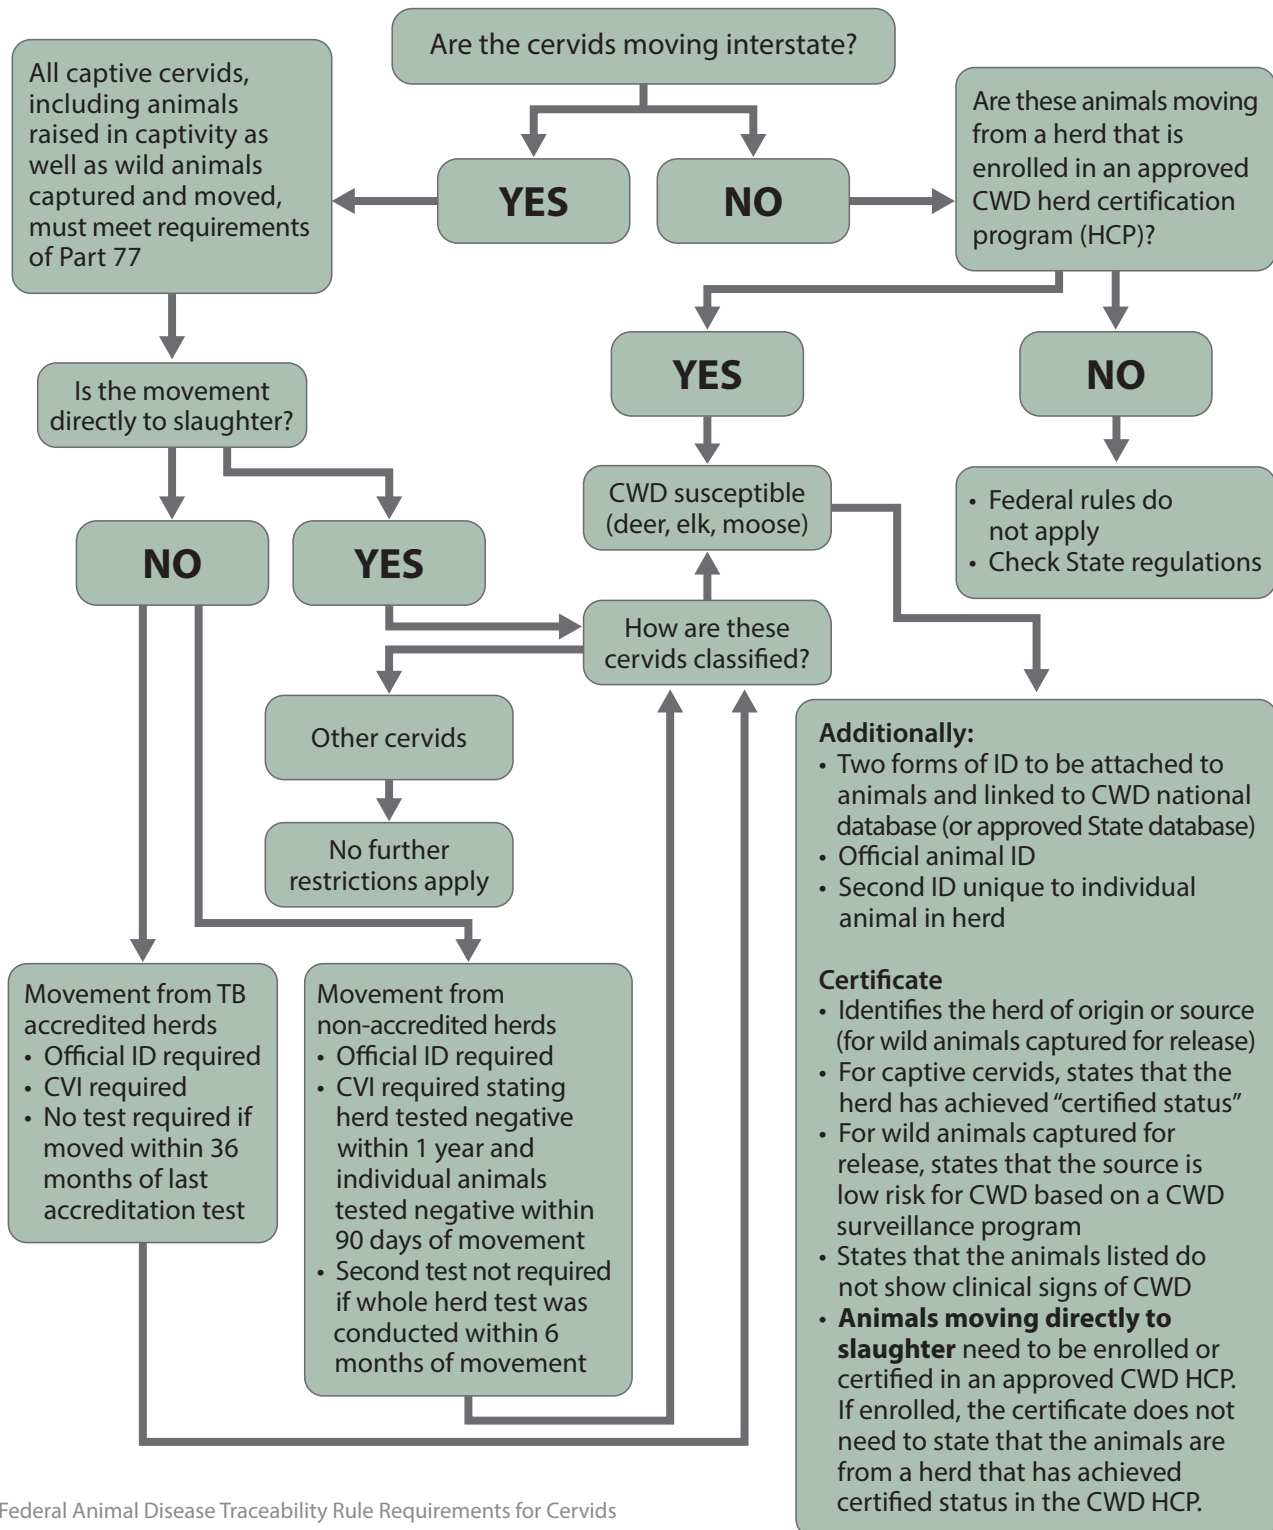 Are the cervids moving interstate?
All captive cervids,
including animals
raised in captivity as
well as wild animals
captured and moved,
must meet requirements
of Part 77
YES
NO
Are these animals moving
from a herd that is
enrolled in an approved
CWD herd certification
program (HCP)?
Is the movement
directly to slaughter?
YES
NO
NO
YES
CWD susceptible
(deer, elk, moose)
• Federal rules do
not apply
• Check State regulations
How are these
cervids classified?
Other cervids
No further
restrictions apply
Movement from TB
accredited herds
• Official ID required
• CVI required
• No test required if
moved within 36
months of last
accreditation test
Movement from
non-accredited herds
• Official ID required
• CVI required stating
herd tested negative
within 1 year and
individual animals
tested negative within
90 days of movement
• Second test not required
if whole herd test was
conducted within 6
months of movement
Additionally:
• Two forms of ID to be attached to
animals and linked to CWD national
database (or approved State database)
• Official animal ID
• Second ID unique to individual
animal in herd
Certificate
• Identifies the herd of origin or source
(for wild animals captured for release)
• For captive cervids, states that the
herd has achieved “certified status”
• For wild animals captured for
release, states that the source is
low risk for CWD based on a CWD
surveillance program
• States that the animals listed do
not show clinical signs of CWD
• Animals moving directly to
slaughter need to be enrolled or
certified in an approved CWD HCP.
If enrolled, the certificate does not
need to state that the animals are
from a herd that has achieved
certified status in the CWD HCP.
Federal Animal Disease Traceability Rule Requirements for Cervids